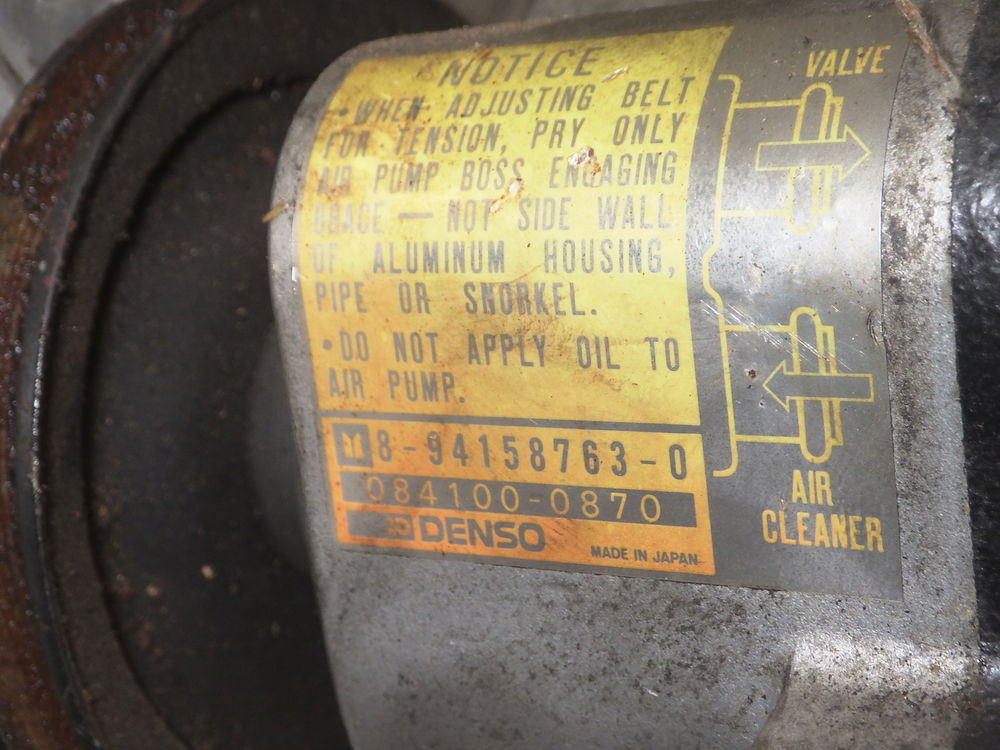 NOTICE
• WHEN ADJUSTING BELT
FOR TENSION, PRY ONLY
AIR PUMP BOSS ENGAGING
BRACE — NOT SIDE WALL
OF ALUMINUM HOUSING,
PIPE OR SNORKEL.
• DO NOT APPLY OIL TO
AIR PUMP.
8-94158763-0
084100-0870
DENSO
MADE IN JAPAN
VALVE
AIR
CLEANER